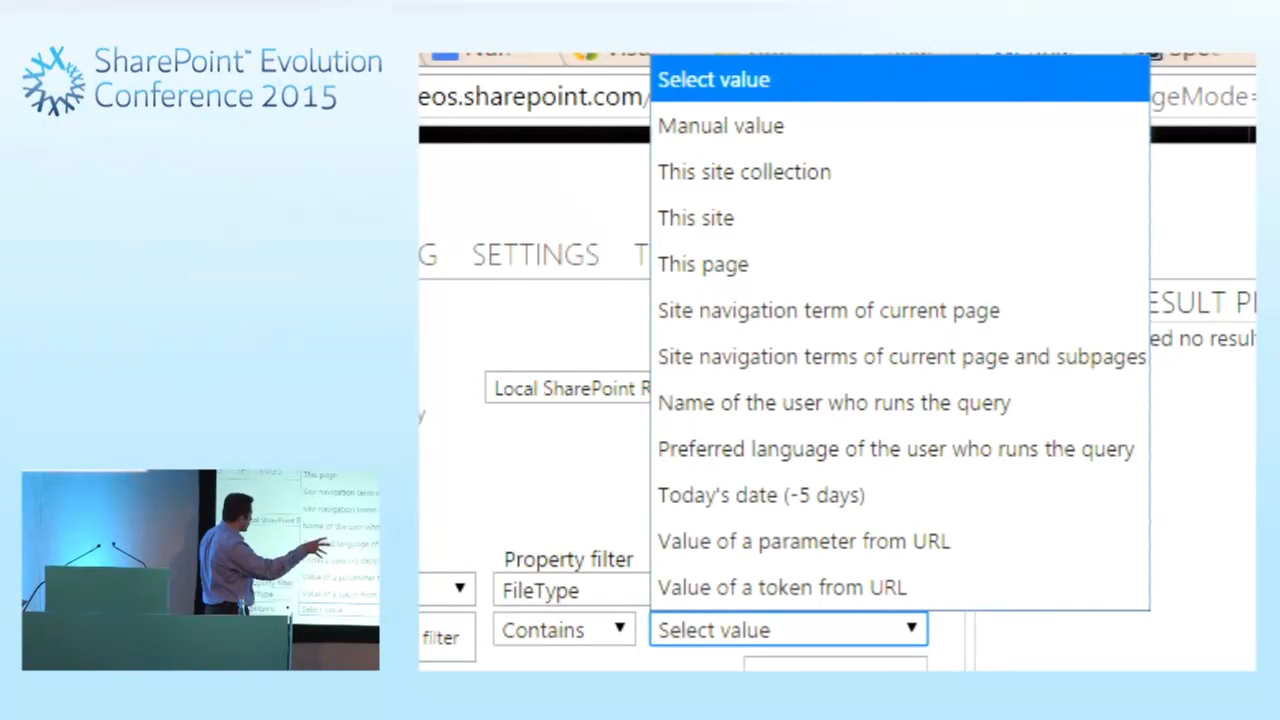 SharePoint™ Evolution
Conference 2015
eos.sharepoint.com/
geMode=
Select value
Manual value
This site collection
This site
This page
Site navigation term of current page
Site navigation terms of current page and subpages
Name of the user who runs the query
Preferred language of the user who runs the query
Today's date (-5 days)
Value of a parameter from URL
Value of a token from URL
G SETTINGS T
ESULT P
ed no resul
Local SharePoint R
y
Property filter
FileType
filter
Contains
Select value